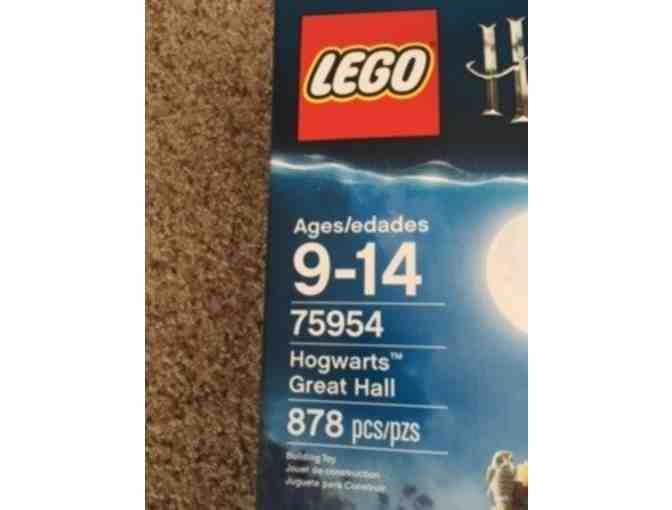 LEGO
H
Ages/edades
9-14
75954
Hogwarts™
Great Hall
878 pcs/pzs
Building Toy
Jouet de construction
Juguete para Construir